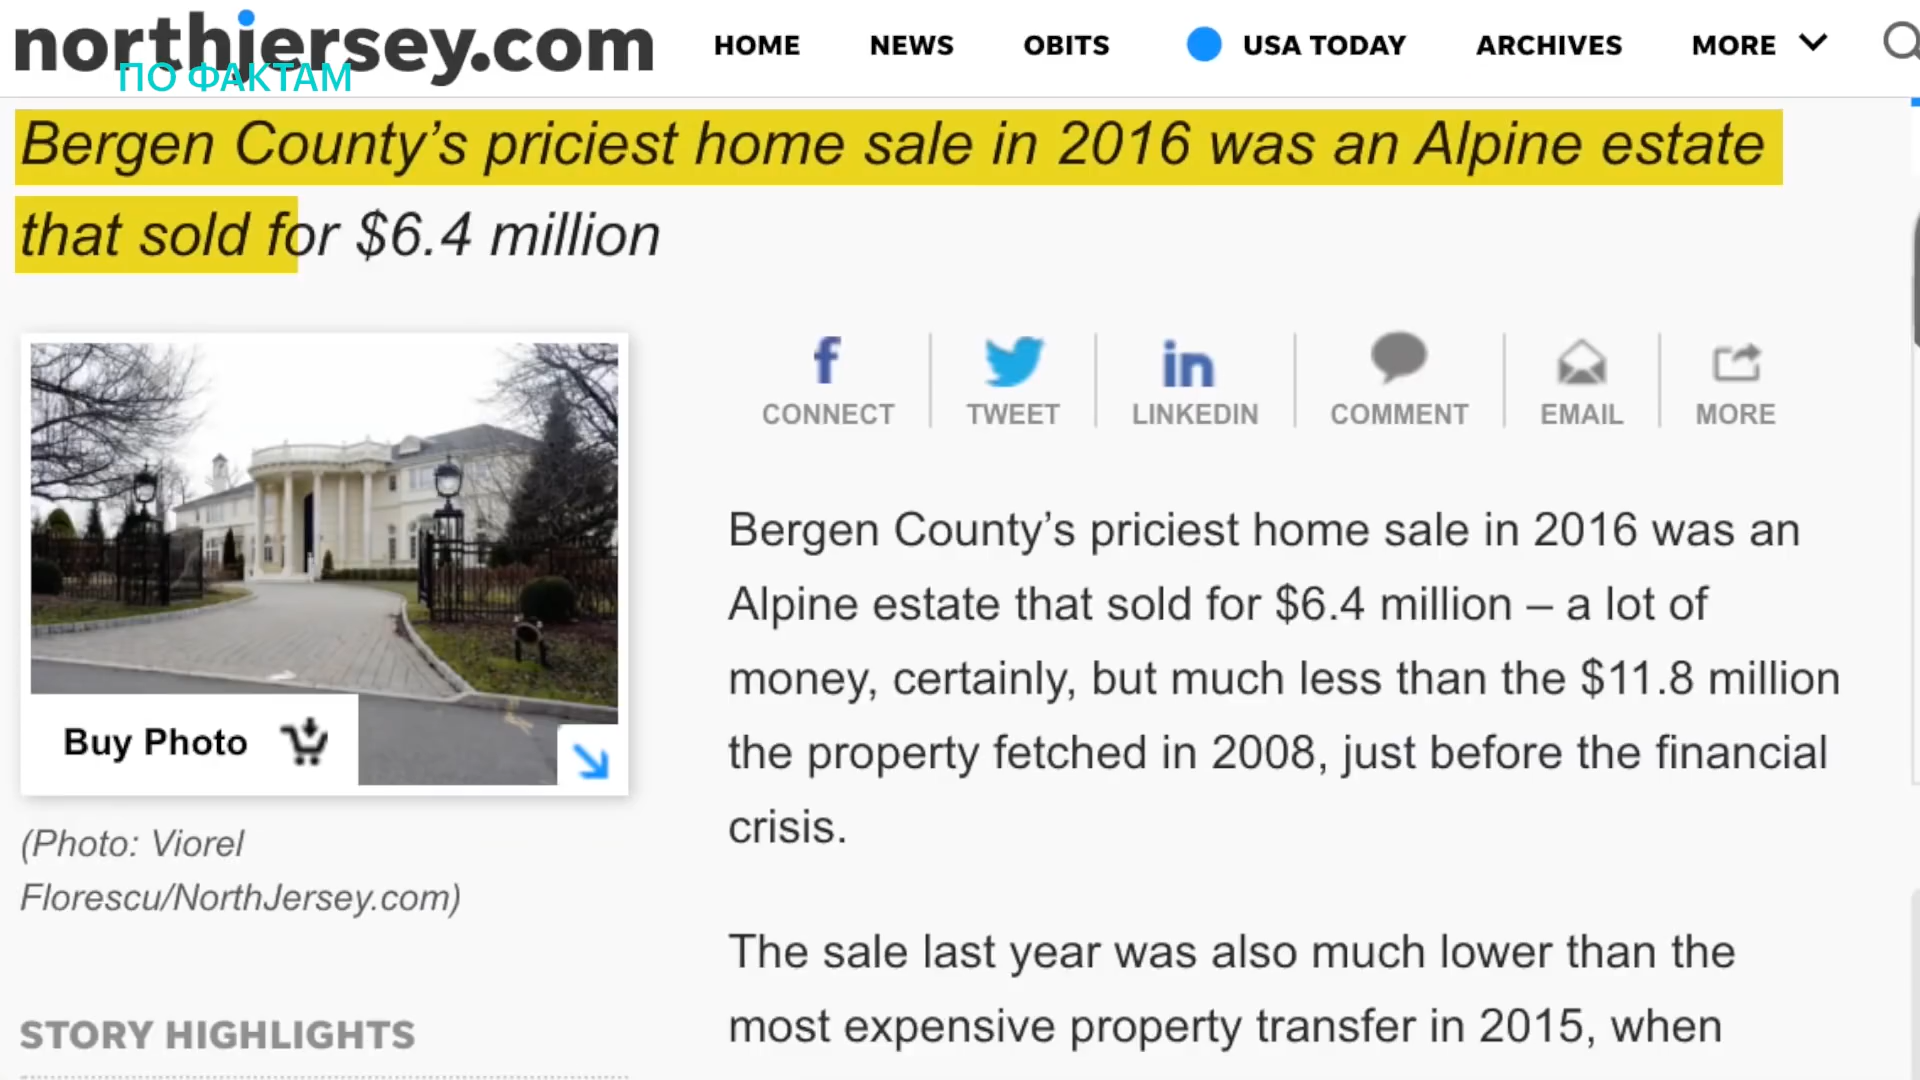 northjersey.com
HOME NEWS OBITS USA TODAY ARCHIVES MORE
ПО ФАКТАМ
Bergen County’s priciest home sale in 2016 was an Alpine estate
that sold for $6.4 million
CONNECT TWEET LINKEDIN COMMENT EMAIL MORE
Buy Photo
(Photo: Viorel
Florescu/NorthJersey.com)
STORY HIGHLIGHTS
Bergen County’s priciest home sale in 2016 was an
Alpine estate that sold for $6.4 million – a lot of
money, certainly, but much less than the $11.8 million
the property fetched in 2008, just before the financial
crisis.
The sale last year was also much lower than the
most expensive property transfer in 2015, when